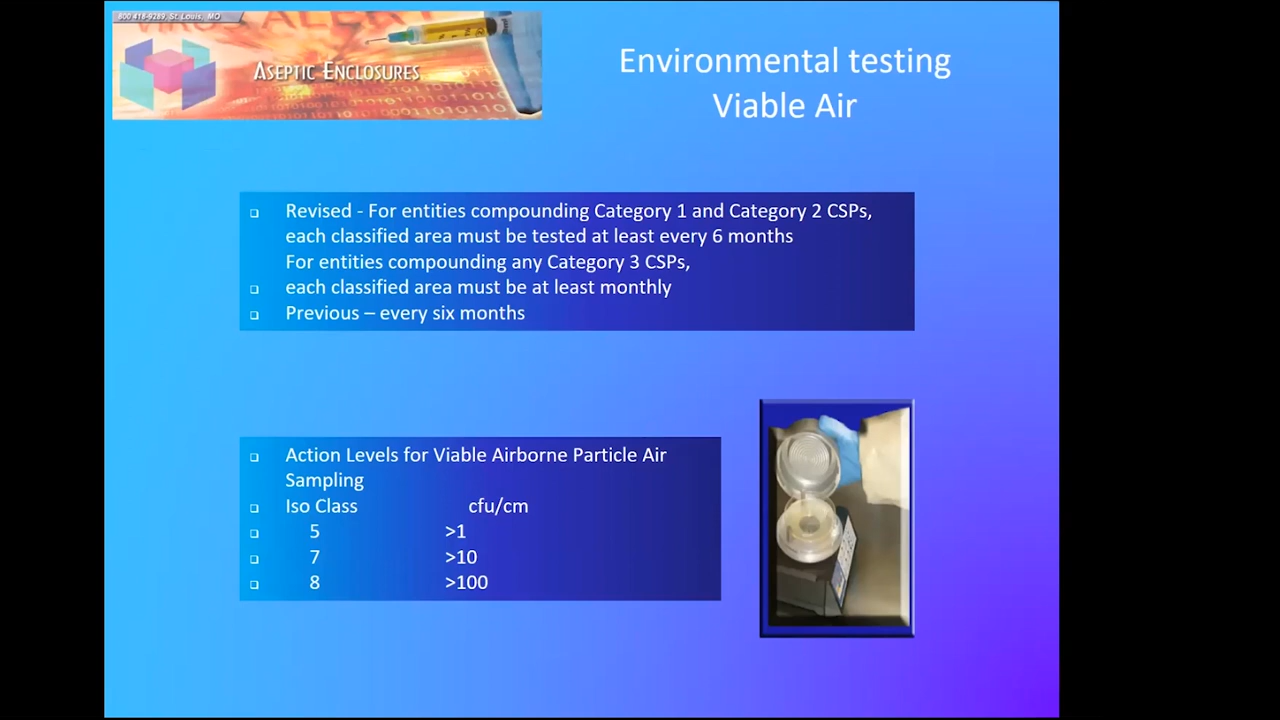 800 418-9289, St. Louis, MO
VIRUS ALERT
ASEPTIC ENCLOSURES
Environmental testing
Viable Air
Revised - For entities compounding Category 1 and Category 2 CSPs,
each classified area must be tested at least every 6 months
For entities compounding any Category 3 CSPs,
each classified area must be at least monthly
Previous – every six months
Action Levels for Viable Airborne Particle Air
Sampling
Iso Class cfu/cm
5 >1
7 >10
8 >100